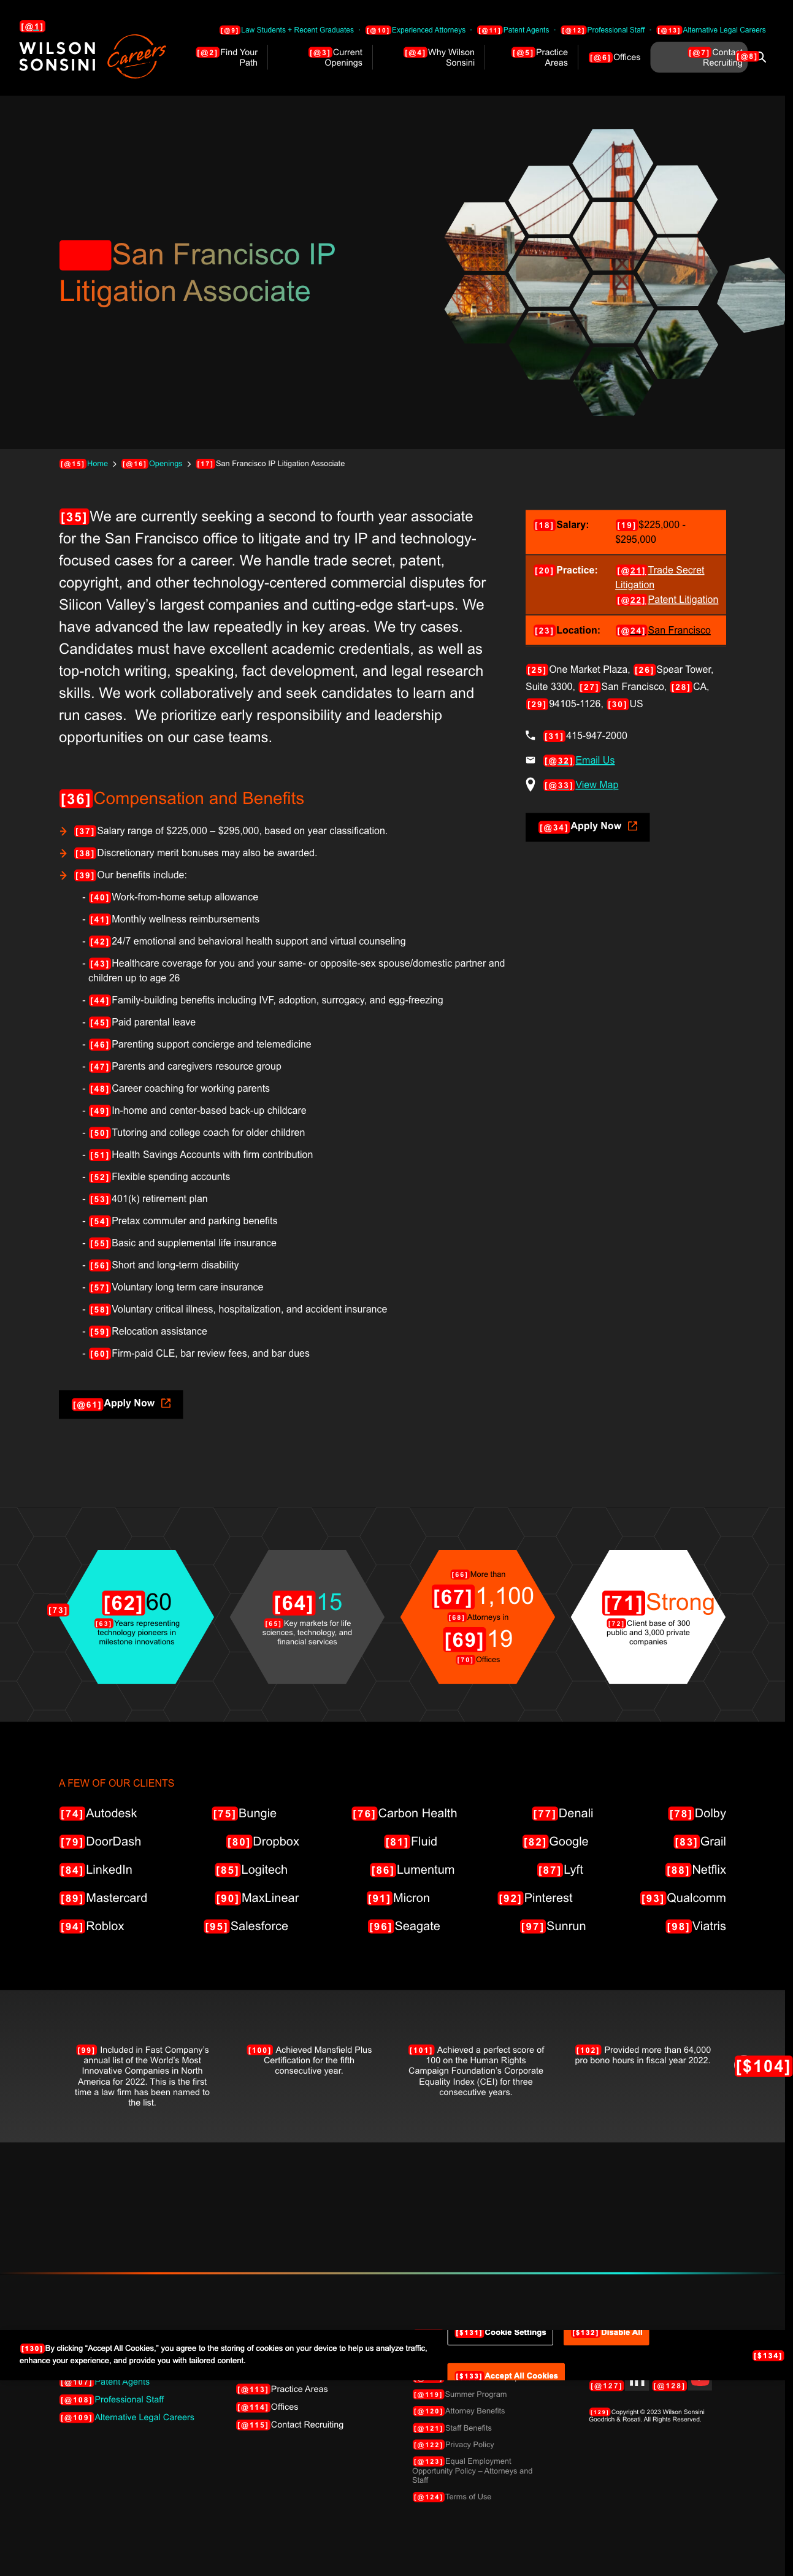 [@1]
WILSON
SONSINI
Careers
[@9] Law Students + Recent Graduates · [@10] Experienced Attorneys · [@11] Patent Agents · [@12] Professional Staff · [@13] Alternative Legal Careers
[@2] Find Your
Path
[@3] Current
Openings
[@4] Why Wilson
Sonsini
[@5] Practice
Areas
[@6] Offices
[@7] Contact
Recruiting
[@8]
San Francisco IP
Litigation Associate
[@15] Home > [@16] Openings > [17] San Francisco IP Litigation Associate
[35] We are currently seeking a second to fourth year associate
for the San Francisco office to litigate and try IP and technology-
focused cases for a career. We handle trade secret, patent,
copyright, and other technology-centered commercial disputes for
Silicon Valley's largest companies and cutting-edge start-ups. We
have advanced the law repeatedly in key areas. We try cases.
Candidates must have excellent academic credentials, as well as
top-notch writing, speaking, fact development, and legal research
skills. We work collaboratively and seek candidates to learn and
run cases.  We prioritize early responsibility and leadership
opportunities on our case teams.
[18] Salary:
[19] $225,000 -
$295,000
[20] Practice:
[@21] Trade Secret
Litigation
[@22] Patent Litigation
[23] Location:
[@24] San Francisco
[25] One Market Plaza, [26] Spear Tower,
Suite 3300, [27] San Francisco, [28] CA,
[29] 94105-1126, [30] US
[31] 415-947-2000
[@32] Email Us
[@33] View Map
[@34] Apply Now
[36] Compensation and Benefits
[37] Salary range of $225,000 – $295,000, based on year classification.
[38] Discretionary merit bonuses may also be awarded.
[39] Our benefits include:
- [40] Work-from-home setup allowance
- [41] Monthly wellness reimbursements
- [42] 24/7 emotional and behavioral health support and virtual counseling
- [43] Healthcare coverage for you and your same- or opposite-sex spouse/domestic partner and
children up to age 26
- [44] Family-building benefits including IVF, adoption, surrogacy, and egg-freezing
- [45] Paid parental leave
- [46] Parenting support concierge and telemedicine
- [47] Parents and caregivers resource group
- [48] Career coaching for working parents
- [49] In-home and center-based back-up childcare
- [50] Tutoring and college coach for older children
- [51] Health Savings Accounts with firm contribution
- [52] Flexible spending accounts
- [53] 401(k) retirement plan
- [54] Pretax commuter and parking benefits
- [55] Basic and supplemental life insurance
- [56] Short and long-term disability
- [57] Voluntary long term care insurance
- [58] Voluntary critical illness, hospitalization, and accident insurance
- [59] Relocation assistance
- [60] Firm-paid CLE, bar review fees, and bar dues
[@61] Apply Now
[73]
[62] 60
[63] Years representing
technology pioneers in
milestone innovations
[64] 15
[65] Key markets for life
sciences, technology, and
financial services
[66] More than
[67] 1,100
[68] Attorneys in
[69] 19
[70] Offices
[71] Strong
[72] Client base of 300
public and 3,000 private
companies
A FEW OF OUR CLIENTS
[74] Autodesk [75] Bungie [76] Carbon Health [77] Denali [78] Dolby
[79] DoorDash [80] Dropbox [81] Fluid [82] Google [83] Grail
[84] LinkedIn [85] Logitech [86] Lumentum [87] Lyft [88] Netflix
[89] Mastercard [90] MaxLinear [91] Micron [92] Pinterest [93] Qualcomm
[94] Roblox [95] Salesforce [96] Seagate [97] Sunrun [98] Viatris
[99] Included in Fast Company's
annual list of the World's Most
Innovative Companies in North
America for 2022. This is the first
time a law firm has been named to
the list.
[100] Achieved Mansfield Plus
Certification for the fifth
consecutive year.
[101] Achieved a perfect score of
100 on the Human Rights
Campaign Foundation's Corporate
Equality Index (CEI) for three
consecutive years.
[102] Provided more than 64,000
pro bono hours in fiscal year 2022.
[$104]
[130] By clicking “Accept All Cookies,” you agree to the storing of cookies on your device to help us analyze traffic,
enhance your experience, and provide you with tailored content.
[$131] Cookie Settings
[$132] Disable All
[$133] Accept All Cookies
[$134]
[@107] Patent Agents
[@108] Professional Staff
[@109] Alternative Legal Careers
[@113] Practice Areas
[@114] Offices
[@115] Contact Recruiting
[@119] Summer Program
[@120] Attorney Benefits
[@121] Staff Benefits
[@122] Privacy Policy
[@123] Equal Employment
Opportunity Policy – Attorneys and
Staff
[@124] Terms of Use
[@127] [@128]
[129] Copyright © 2023 Wilson Sonsini
Goodrich & Rosati. All Rights Reserved.